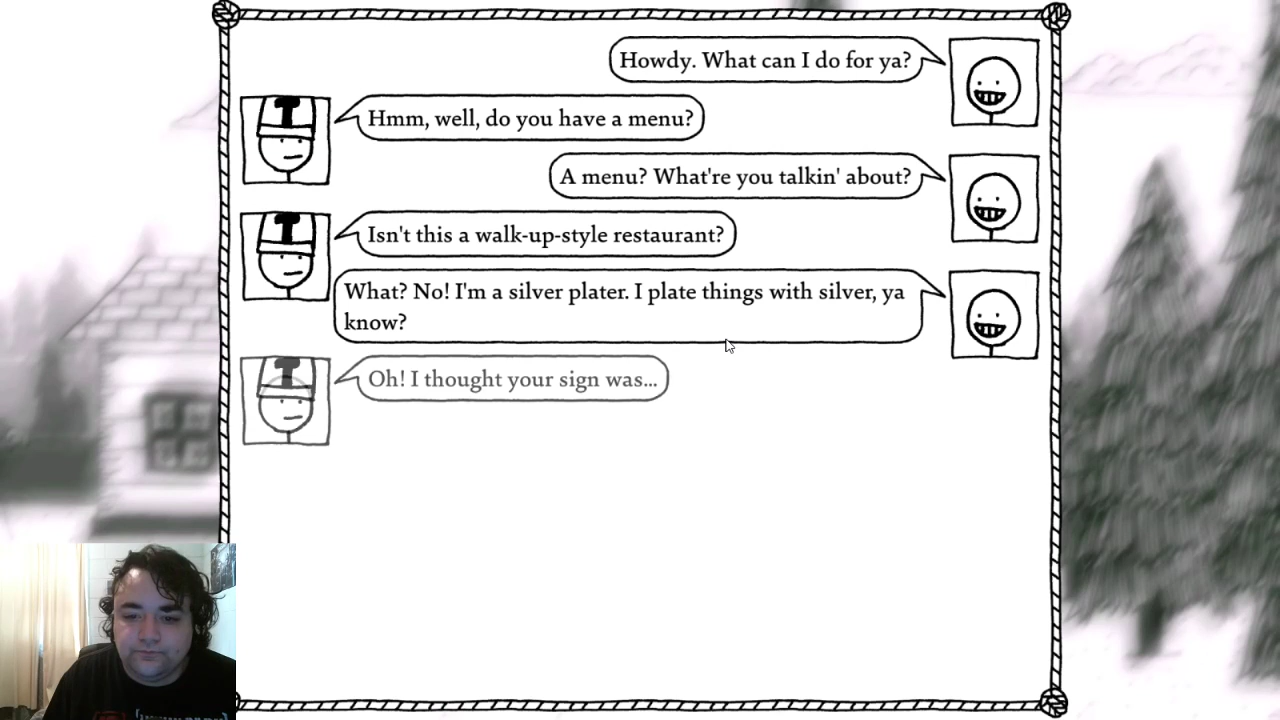 Howdy. What can I do for ya?
Hmm, well, do you have a menu?
A menu? What're you talkin' about?
Isn't this a walk-up-style restaurant?
What? No! I'm a silver plater. I plate things with silver, ya
know?
Oh! I thought your sign was...